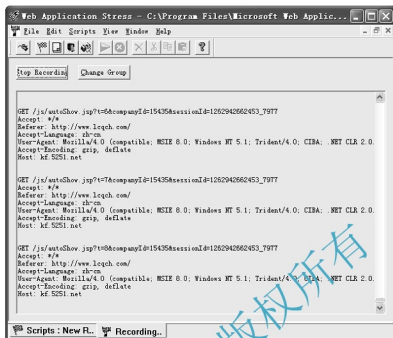 Web Application Stress - C:\Program Files\Microsoft Web Applic...
File Edit Scripts View Window Help
Stop Recording Change Group
GET /js/autoShow.jsp?t=6&companyId=15435&sessionId=1262942662453_7977
Accept: */*
Referer: http://www.lcqch.com/
Accept-Language: zh-cn
User-Agent: Mozilla/4.0 (compatible; MSIE 8.0; Windows NT 5.1; Trident/4.0; CIBA; .NET CLR 2.0.
Accept-Encoding: gzip, deflate
Host: kf.5251.net
GET /js/autoShow.jsp?t=7&companyId=15435&sessionId=1262942662453_7977
Accept: */*
Referer: http://www.lcqch.com/
Accept-Language: zh-cn
User-Agent: Mozilla/4.0 (compatible; MSIE 8.0; Windows NT 5.1; Trident/4.0; CIBA; .NET CLR 2.0.
Accept-Encoding: gzip, deflate
Host: kf.5251.net
GET /js/autoShow.jsp?t=8&companyId=15435&sessionId=1262942662453_7977
Accept: */*
Referer: http://www.lcqch.com/
Accept-Language: zh-cn
User-Agent: Mozilla/4.0 (compatible; MSIE 8.0; Windows NT 5.1; Trident/4.0; CIBA; .NET CLR 2.0.
Accept-Encoding: gzip, deflate
Host: kf.5251.net
版权所有
Scripts : New R.. Recording..